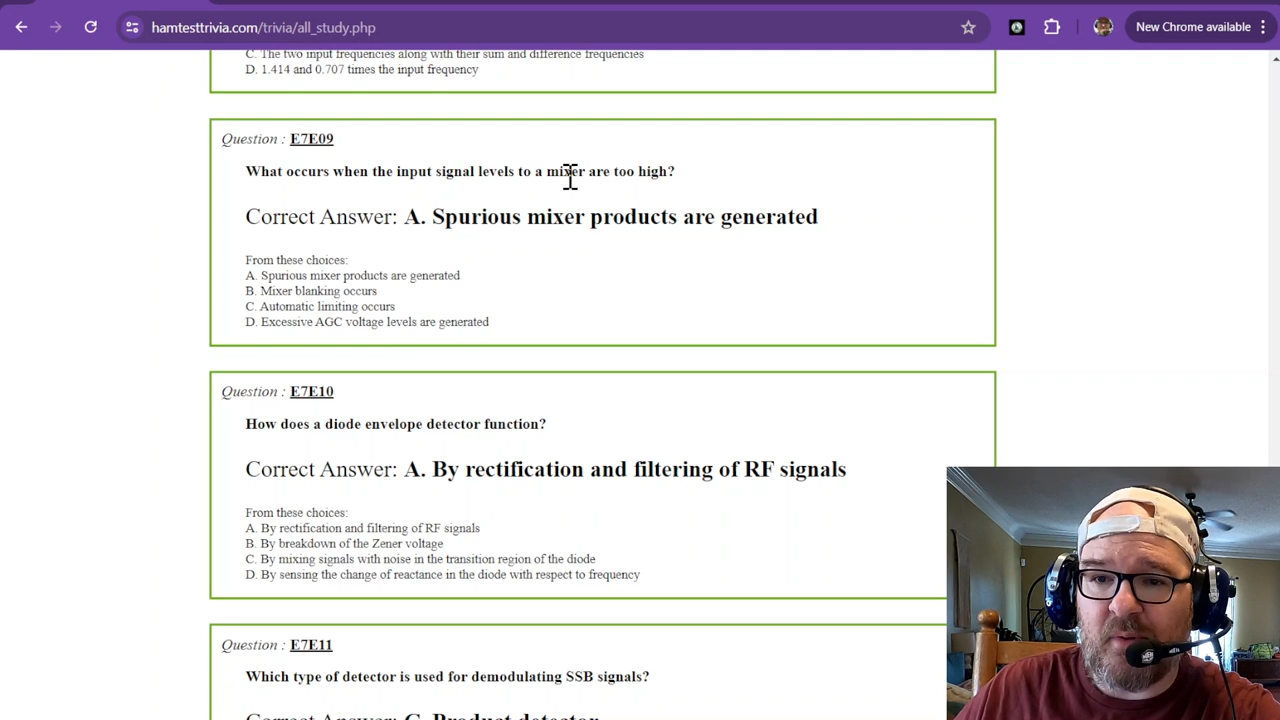 hamtesttrivia.com/trivia/all_study.php
New Chrome available
C. The two input frequencies along with their sum and difference frequencies
D. 1.414 and 0.707 times the input frequency
Question : E7E09
What occurs when the input signal levels to a mixer are too high?
Correct Answer: A. Spurious mixer products are generated
From these choices:
A. Spurious mixer products are generated
B. Mixer blanking occurs
C. Automatic limiting occurs
D. Excessive AGC voltage levels are generated
Question : E7E10
How does a diode envelope detector function?
Correct Answer: A. By rectification and filtering of RF signals
From these choices:
A. By rectification and filtering of RF signals
B. By breakdown of the Zener voltage
C. By mixing signals with noise in the transition region of the diode
D. By sensing the change of reactance in the diode with respect to frequency
Question : E7E11
Which type of detector is used for demodulating SSB signals?
Correct Answer: C. Product detector